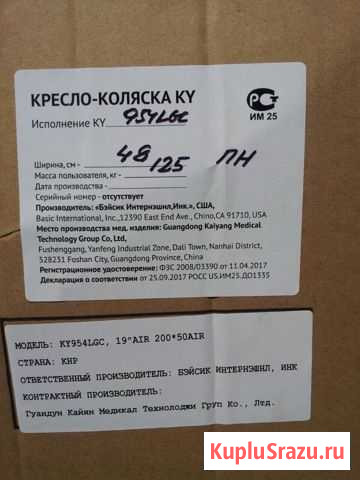 КРЕСЛО-КОЛЯСКА KY
ИМ 25
Исполнение KY 954LGC
Ширина, см - 48
Масса пользователя, кг - 125 ПН
Дата производства -
Серийный номер - отсутствует
Производитель: «Бэйсик Интернэшнл,Инк.», США,
Basic International, Inc.,12390 East End Ave., Chino,CA 91710, USA
Место производства мед. изделия: Guangdong Kaiyang Medical
Technology Group Co, Ltd,
Fushenggang, Yanfeng Industrial Zone, Dali Town, Nanhai District,
528231 Foshan City, Guangdong Province, China
Регистрационное удостоверение: ФЗС 2008/03390 от 11.04.2017
Декларация о соответствии от 25.09.2017 РОСС US.ИМ25.Д01335
МОДЕЛЬ: KY954LGC, 19"AIR 200*50AIR
СТРАНА: КНР
ОТВЕТСТВЕННЫЙ ПРОИЗВОДИТЕЛЬ: БЭЙСИК ИНТЕРНЭШНЛ, ИНК
КОНТРАКТНЫЙ ПРОИЗВОДИТЕЛЬ:
Гуандун Кайян Медикал Технолоджи Груп Ко., Лтд.
KupluSrazu.ru